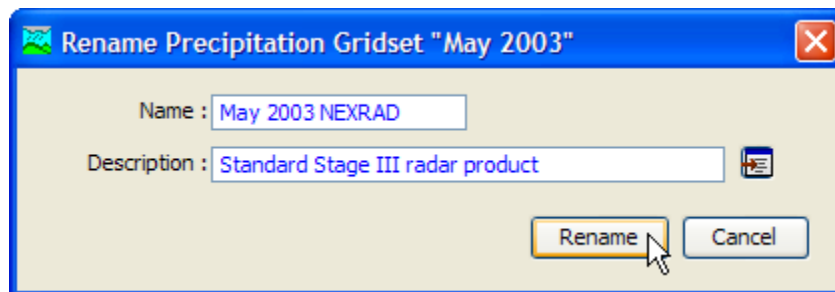 Rename Precipitation Gridset "May 2003"
Name : May 2003 NEXRAD
Description : Standard Stage III radar product
Rename Cancel